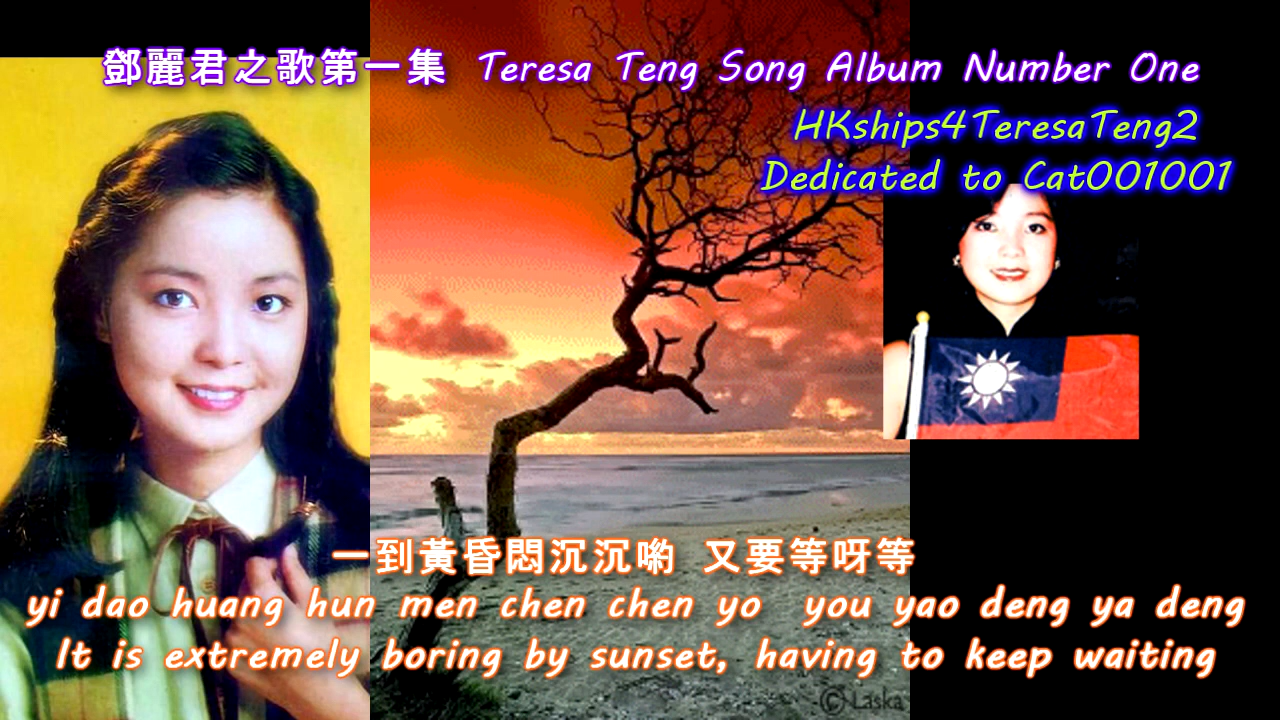 鄧麗君之歌第一集 Teresa Teng Song Album Number One
HKships4TeresaTeng2
Dedicated to Cat001001
一到黃昏悶沉沉喲 又要等呀等
yi dao huang hun men chen chen yo you yao deng ya deng
It is extremely boring by sunset, having to keep waiting
© Laska